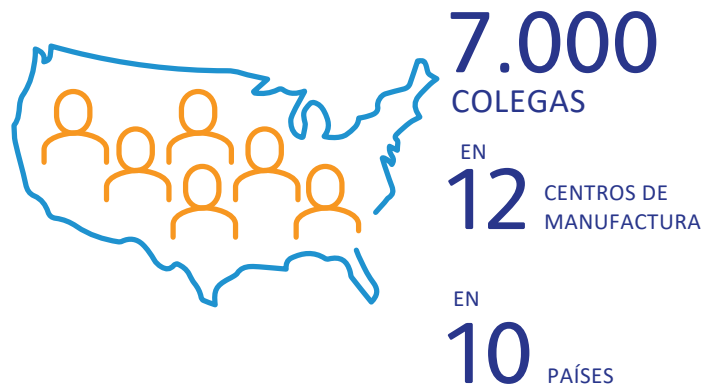 7.000
COLEGAS
EN
12 CENTROS DE
MANUFACTURA
EN
10 PAÍSES